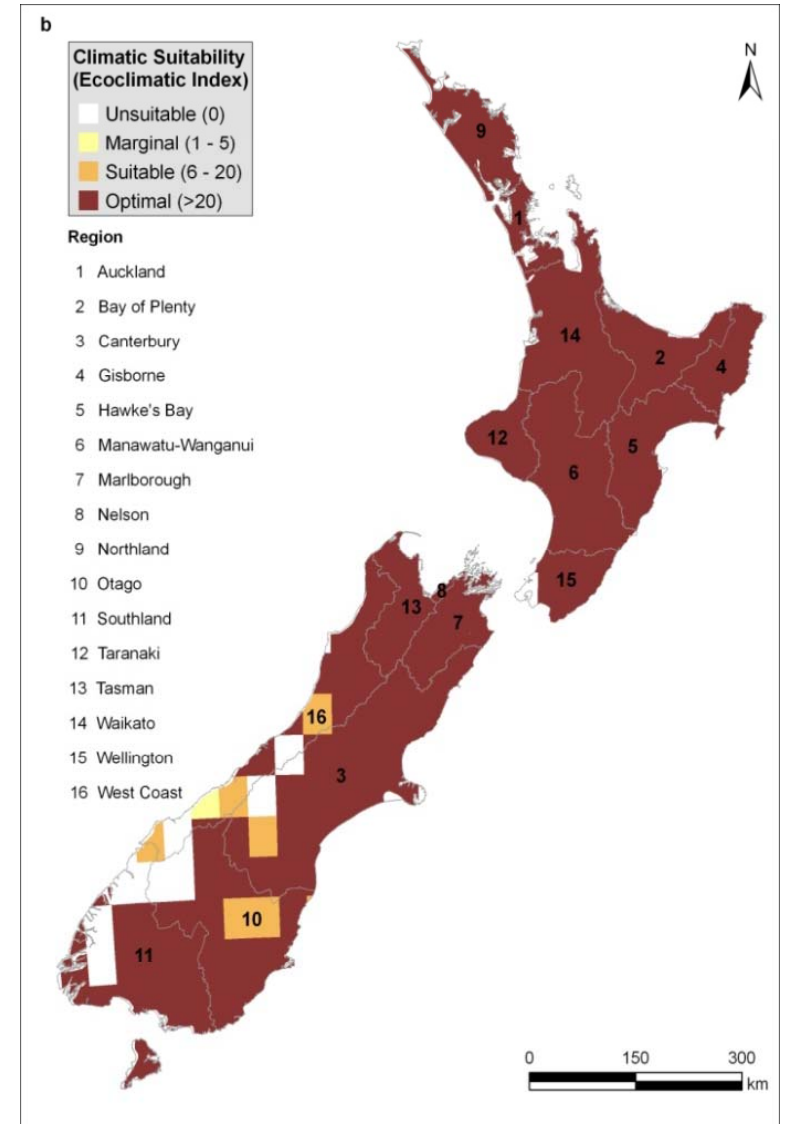 b
Climatic Suitability
(Ecoclimatic Index)
Unsuitable (0)
Marginal (1 - 5)
Suitable (6 - 20)
Optimal (>20)
Region
1 Auckland
2 Bay of Plenty
3 Canterbury
4 Gisborne
5 Hawke's Bay
6 Manawatu-Wanganui
7 Marlborough
8 Nelson
9 Northland
10 Otago
11 Southland
12 Taranaki
13 Tasman
14 Waikato
15 Wellington
16 West Coast
N
9
1
14
2
4
12
5
6
15
8
13
7
16
3
10
11
0 150 300
km